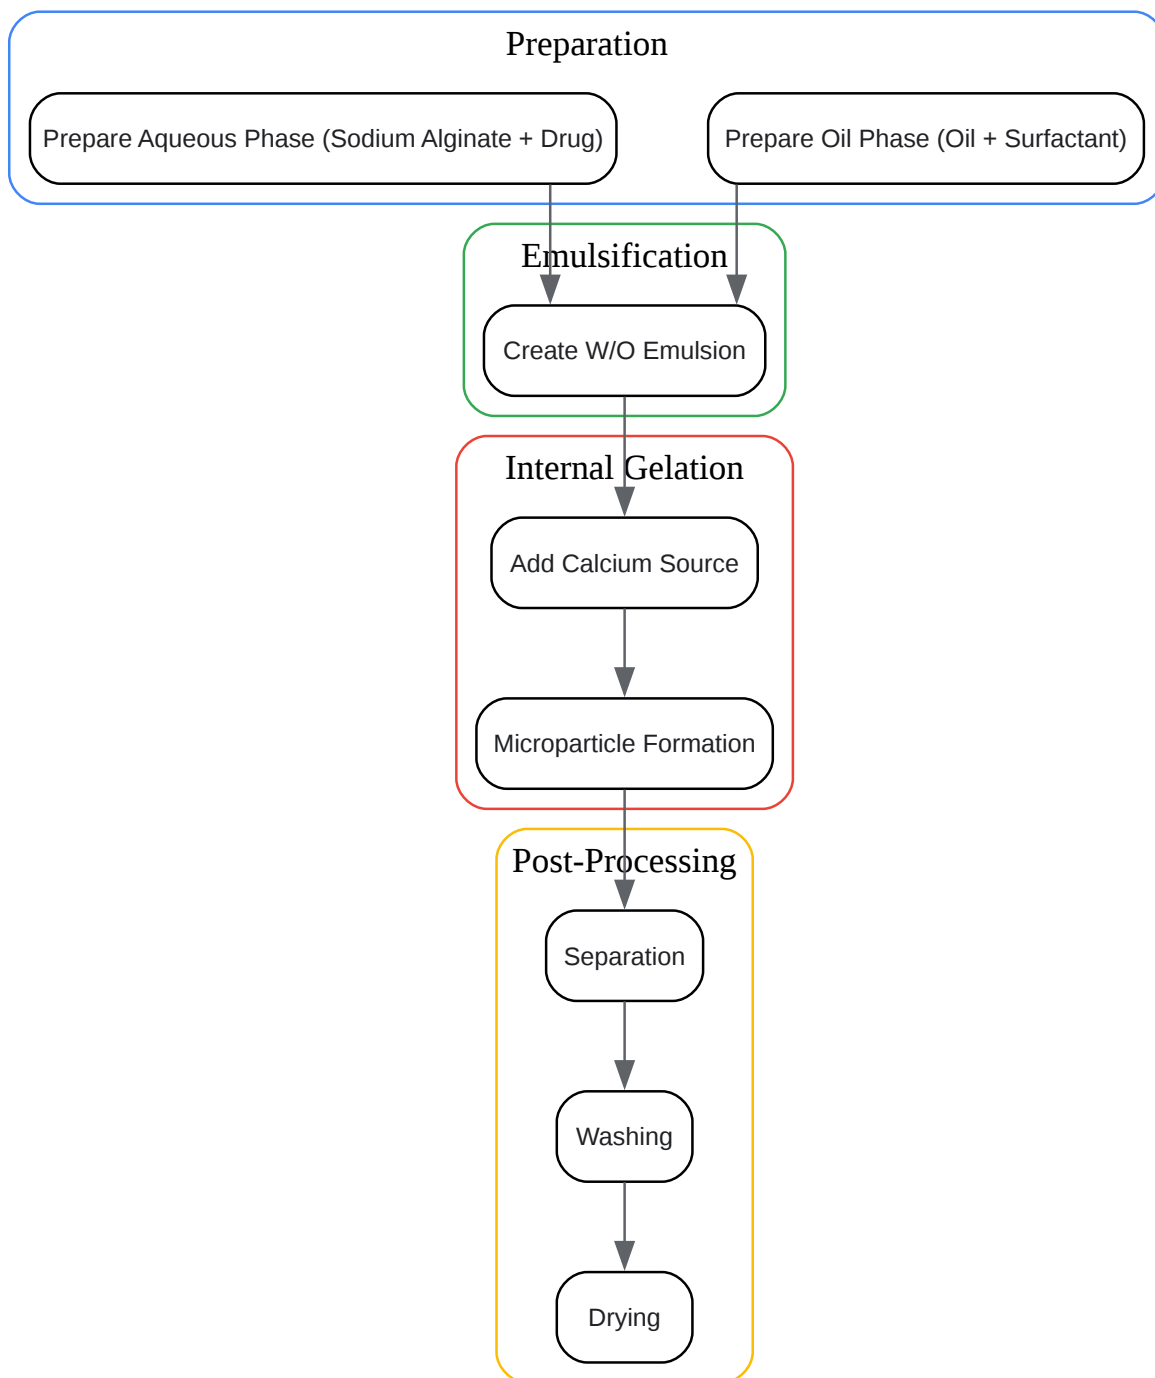 Preparation
Prepare Aqueous Phase (Sodium Alginate + Drug)
Prepare Oil Phase (Oil + Surfactant)
Emulsification
Create W/O Emulsion
Internal Gelation
Add Calcium Source
Microparticle Formation
Post-Processing
Separation
Washing
Drying